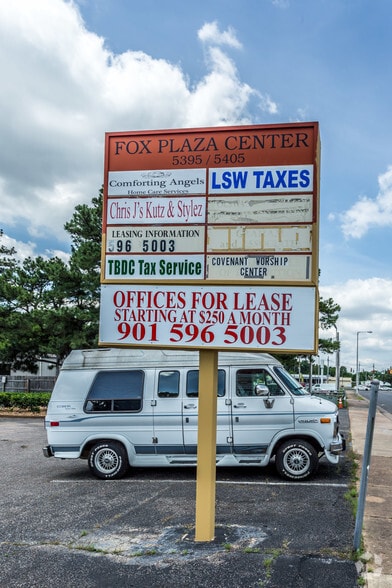 FOX PLAZA CENTER
5395 / 5405
Comforting Angels
Home Care Services
LSW TAXES
Chris J's Kutz & Stylez
LEASING INFORMATION
96 5003
TBDC Tax Service
COVENANT WORSHIP
CENTER
OFFICES FOR LEASE
STARTING AT $250 A MONTH
901 596 5003